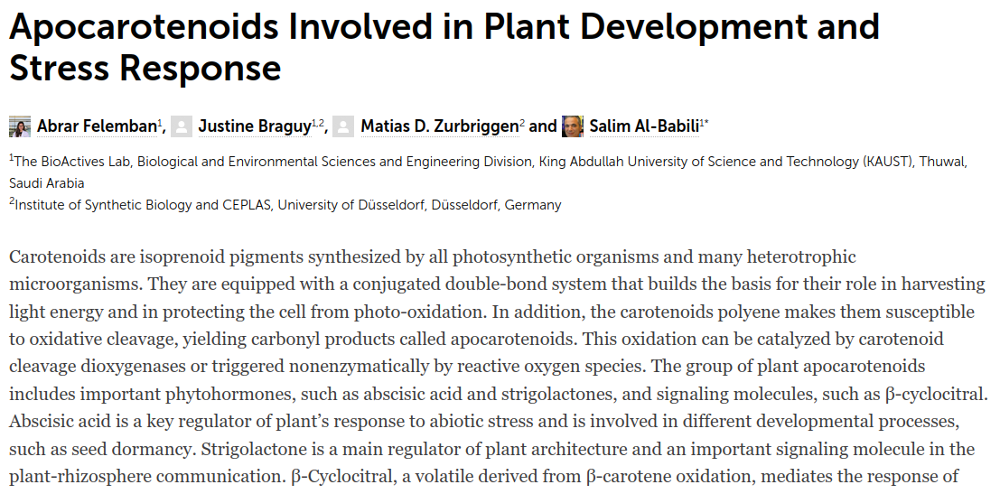 Apocarotenoids Involved in Plant Development and
Stress Response
Abrar Felemban1, Justine Braguy1,2, Matias D. Zurbriggen2 and Salim Al-Babili1*
1The BioActives Lab, Biological and Environmental Sciences and Engineering Division, King Abdullah University of Science and Technology (KAUST), Thuwal,
Saudi Arabia
2Institute of Synthetic Biology and CEPLAS, University of Düsseldorf, Düsseldorf, Germany
Carotenoids are isoprenoid pigments synthesized by all photosynthetic organisms and many heterotrophic
microorganisms. They are equipped with a conjugated double-bond system that builds the basis for their role in harvesting
light energy and in protecting the cell from photo-oxidation. In addition, the carotenoids polyene makes them susceptible
to oxidative cleavage, yielding carbonyl products called apocarotenoids. This oxidation can be catalyzed by carotenoid
cleavage dioxygenases or triggered nonenzymatically by reactive oxygen species. The group of plant apocarotenoids
includes important phytohormones, such as abscisic acid and strigolactones, and signaling molecules, such as β-cyclocitral.
Abscisic acid is a key regulator of plant's response to abiotic stress and is involved in different developmental processes,
such as seed dormancy. Strigolactone is a main regulator of plant architecture and an important signaling molecule in the
plant-rhizosphere communication. β-Cyclocitral, a volatile derived from β-carotene oxidation, mediates the response of